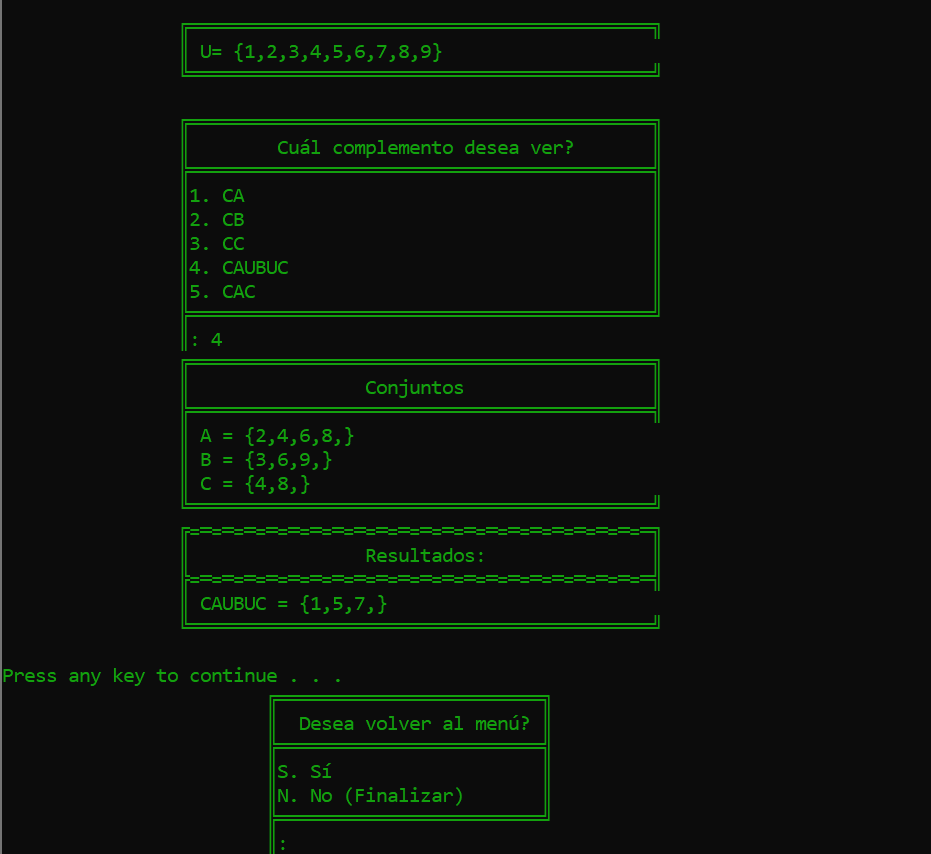 U= {1,2,3,4,5,6,7,8,9}
Cuál complemento desea ver?
1. CA
2. CB
3. CC
4. CAUBUC
5. CAC
: 4
Conjuntos
A = {2,4,6,8,}
B = {3,6,9,}
C = {4,8,}
Resultados:
CAUBUC = {1,5,7,}
Press any key to continue . . .
Desea volver al menú?
S. Sí
N. No (Finalizar)
: